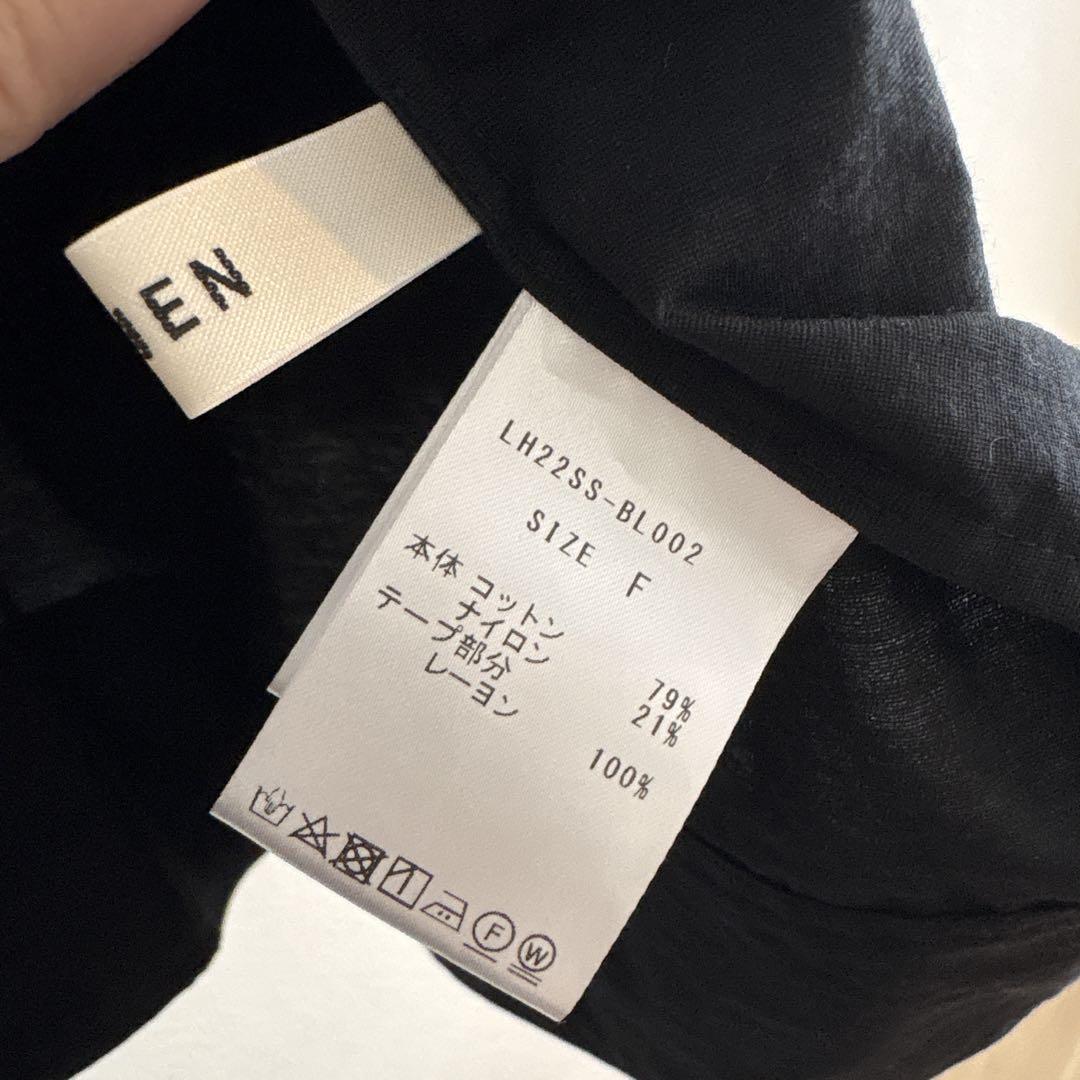 EN
LH22SS-BL002
SIZE F
本体 コットン 79%
ナイロン 21%
テープ部分
レーヨン 100%
F W